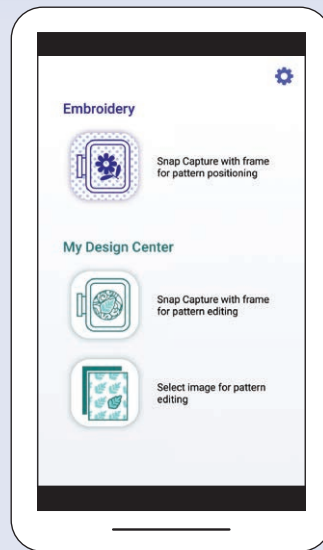 Embroidery
Snap Capture with frame
for pattern positioning
My Design Center
Snap Capture with frame
for pattern editing
Select image for pattern
editing